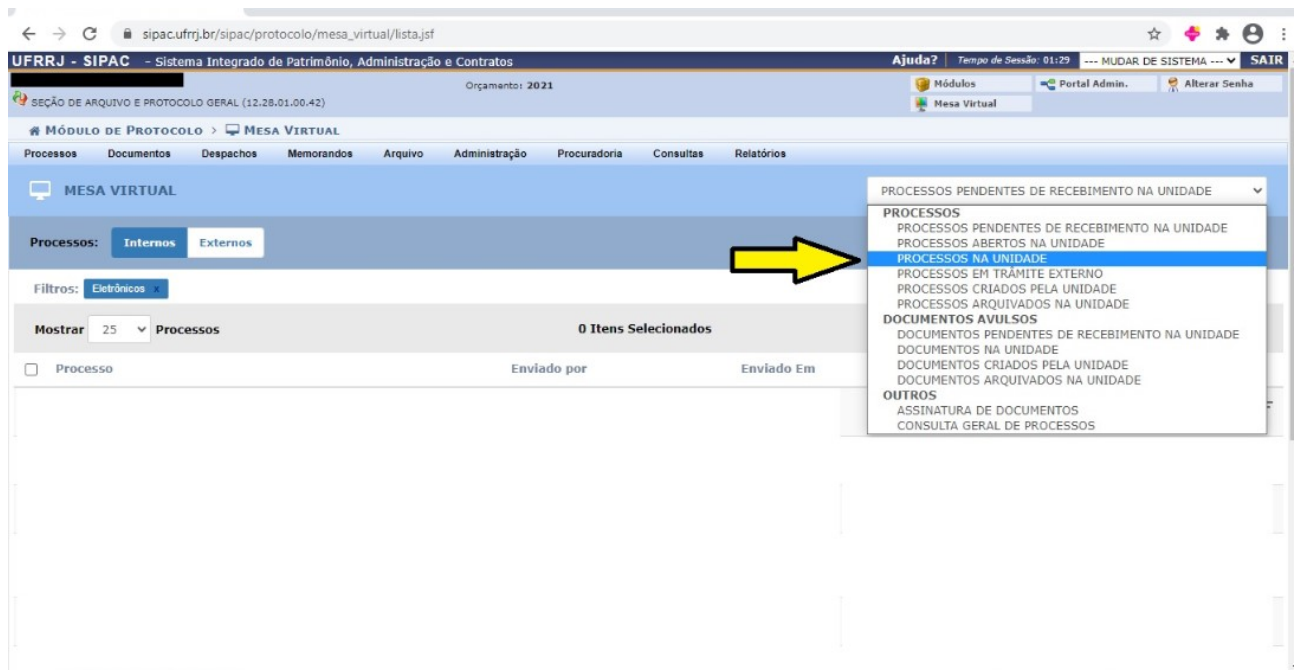 sipac.ufrrj.br/sipac/protocolo/mesa_virtual/lista.jsf
UFRRJ - SIPAC - Sistema Integrado de Patrimônio, Administração e Contratos
Ajuda? Tempo de Sessão: 01:29 --- MUDAR DE SISTEMA --- SAIR
Orçamento: 2021
Módulos Portal Admin. Alterar Senha
SEÇÃO DE ARQUIVO E PROTOCOLO GERAL (12.28.01.00.42)
Mesa Virtual
MÓDULO DE PROTOCOLO > MESA VIRTUAL
Processos Documentos Despachos Memorandos Arquivo Administração Procuradoria Consultas Relatórios
MESA VIRTUAL
PROCESSOS PENDENTES DE RECEBIMENTO NA UNIDADE
PROCESSOS
PROCESSOS PENDENTES DE RECEBIMENTO NA UNIDADE
PROCESSOS ABERTOS NA UNIDADE
PROCESSOS NA UNIDADE
PROCESSOS EM TRÂMITE EXTERNO
PROCESSOS CRIADOS PELA UNIDADE
PROCESSOS ARQUIVADOS NA UNIDADE
DOCUMENTOS AVULSOS
DOCUMENTOS PENDENTES DE RECEBIMENTO NA UNIDADE
DOCUMENTOS NA UNIDADE
DOCUMENTOS CRIADOS PELA UNIDADE
DOCUMENTOS ARQUIVADOS NA UNIDADE
OUTROS
ASSINATURA DE DOCUMENTOS
CONSULTA GERAL DE PROCESSOS
Processos: Internos Externos
Filtros: Eletrônicos x
Mostrar 25 Processos 0 Itens Selecionados
Processo Enviado por Enviado Em